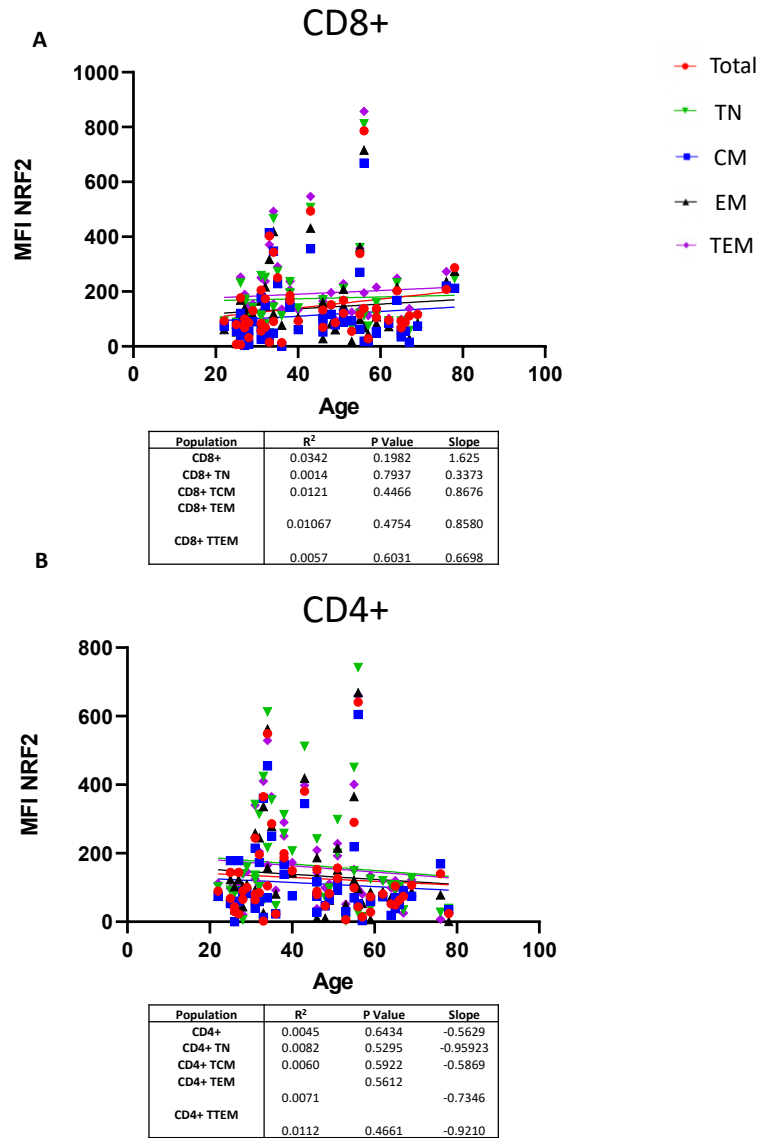 A
CD8+
1000
800
600
400
200
0
0 20 40 60 80 100
MFI NRF2
Age
Total
TN
CM
EM
TEM
Population R2 P Value Slope
CD8+ 0.0342 0.1982 1.625
CD8+ TN 0.0014 0.7937 0.3373
CD8+ TCM 0.0121 0.4466 0.8676
CD8+ TEM
0.01067 0.4754 0.8580
CD8+ TTEM
0.0057 0.6031 0.6698
B
CD4+
800
600
400
200
0
0 20 40 60 80 100
MFI NRF2
Age
Population R2 P Value Slope
CD4+ 0.0045 0.6434 -0.5629
CD4+ TN 0.0082 0.5295 -0.95923
CD4+ TCM 0.0060 0.5922 -0.5869
CD4+ TEM 0.5612
0.0071 -0.7346
CD4+ TTEM
0.0112 0.4661 -0.9210